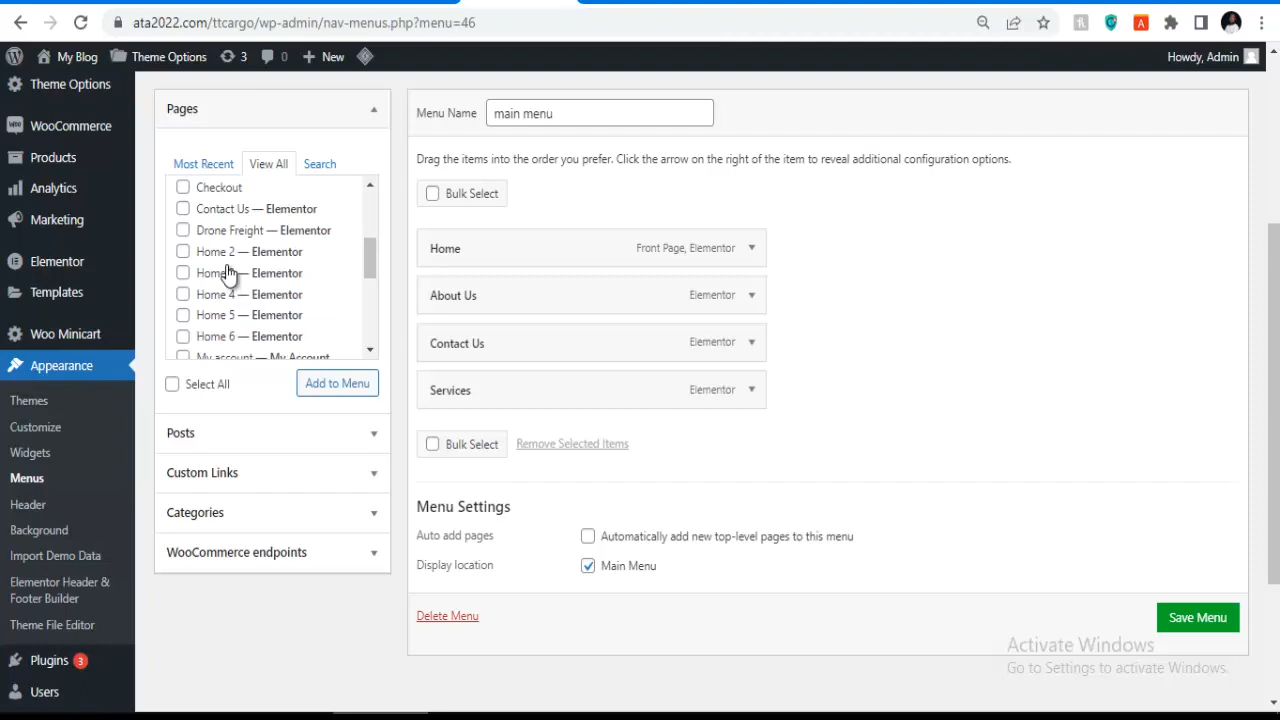 ata2022.com/ttcargo/wp-admin/nav-menus.php?menu=46
My Blog Theme Options 3 0 New Howdy, Admin
Theme Options
WooCommerce
Products
Analytics
Marketing
Elementor
Templates
Woo Minicart
Appearance
Themes
Customize
Widgets
Menus
Header
Background
Import Demo Data
Elementor Header &
Footer Builder
Theme File Editor
Plugins 3
Users
Pages
Most Recent View All Search
Checkout
Contact Us — Elementor
Drone Freight — Elementor
Home 2 — Elementor
Home — Elementor
Home 4 — Elementor
Home 5 — Elementor
Home 6 — Elementor
My account — My Account
Select All Add to Menu
Posts
Custom Links
Categories
WooCommerce endpoints
Menu Name main menu
Drag the items into the order you prefer. Click the arrow on the right of the item to reveal additional configuration options.
Bulk Select
Home Front Page, Elementor
About Us Elementor
Contact Us Elementor
Services Elementor
Bulk Select Remove Selected Items
Menu Settings
Auto add pages Automatically add new top-level pages to this menu
Display location Main Menu
Delete Menu Save Menu
Activate Windows
Go to Settings to activate Windows.